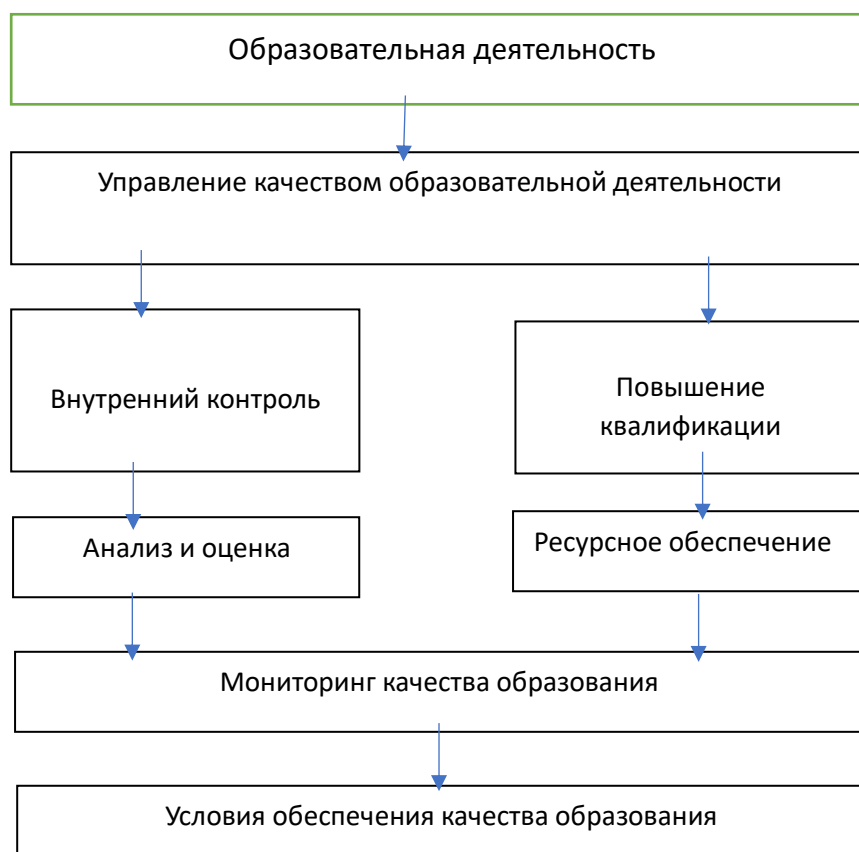 Образовательная деятельность
Управление качеством образовательной деятельности
Внутренний контроль
Повышение
квалификации
Анализ и оценка
Ресурсное обеспечение
Мониторинг качества образования
Условия обеспечения качества образования